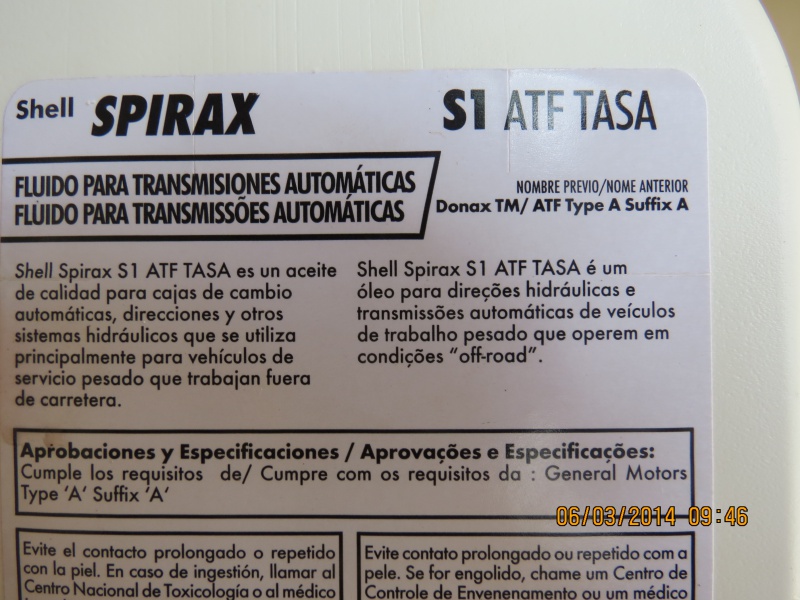 Shell SPIRAX S1 ATF TASA
FLUIDO PARA TRANSMISIONES AUTOMÁTICAS
FLUIDO PARA TRANSMISSÕES AUTOMÁTICAS
NOMBRE PREVIO/NOME ANTERIOR
Donax TM/ ATF Type A Suffix A
Shell Spirax S1 ATF TASA es un aceite
de calidad para cajas de cambio
automáticas, direcciones y otros
sistemas hidráulicos que se utiliza
principalmente para vehículos de
servicio pesado que trabajan fuera
de carretera.
Shell Spirax S1 ATF TASA é um
óleo para direções hidráulicas e
transmissões automáticas de veículos
de trabalho pesado que operem em
condições “off-road”.
Aprobaciones y Especificaciones / Aprovações e Especificações:
Cumple los requisitos de/ Cumpre com os requisitos da : General Motors
Type ‘A’ Suffix ‘A’
06/03/2014 09:46
Evite el contacto prolongado o repetido
con la piel. En caso de ingestión, llamar al
Centro Nacional de Toxicología o al médico
Evite contato prolongado ou repetido com a
pele. Se for engolido, chame um Centro de
Controle de Envenenamento ou um médico